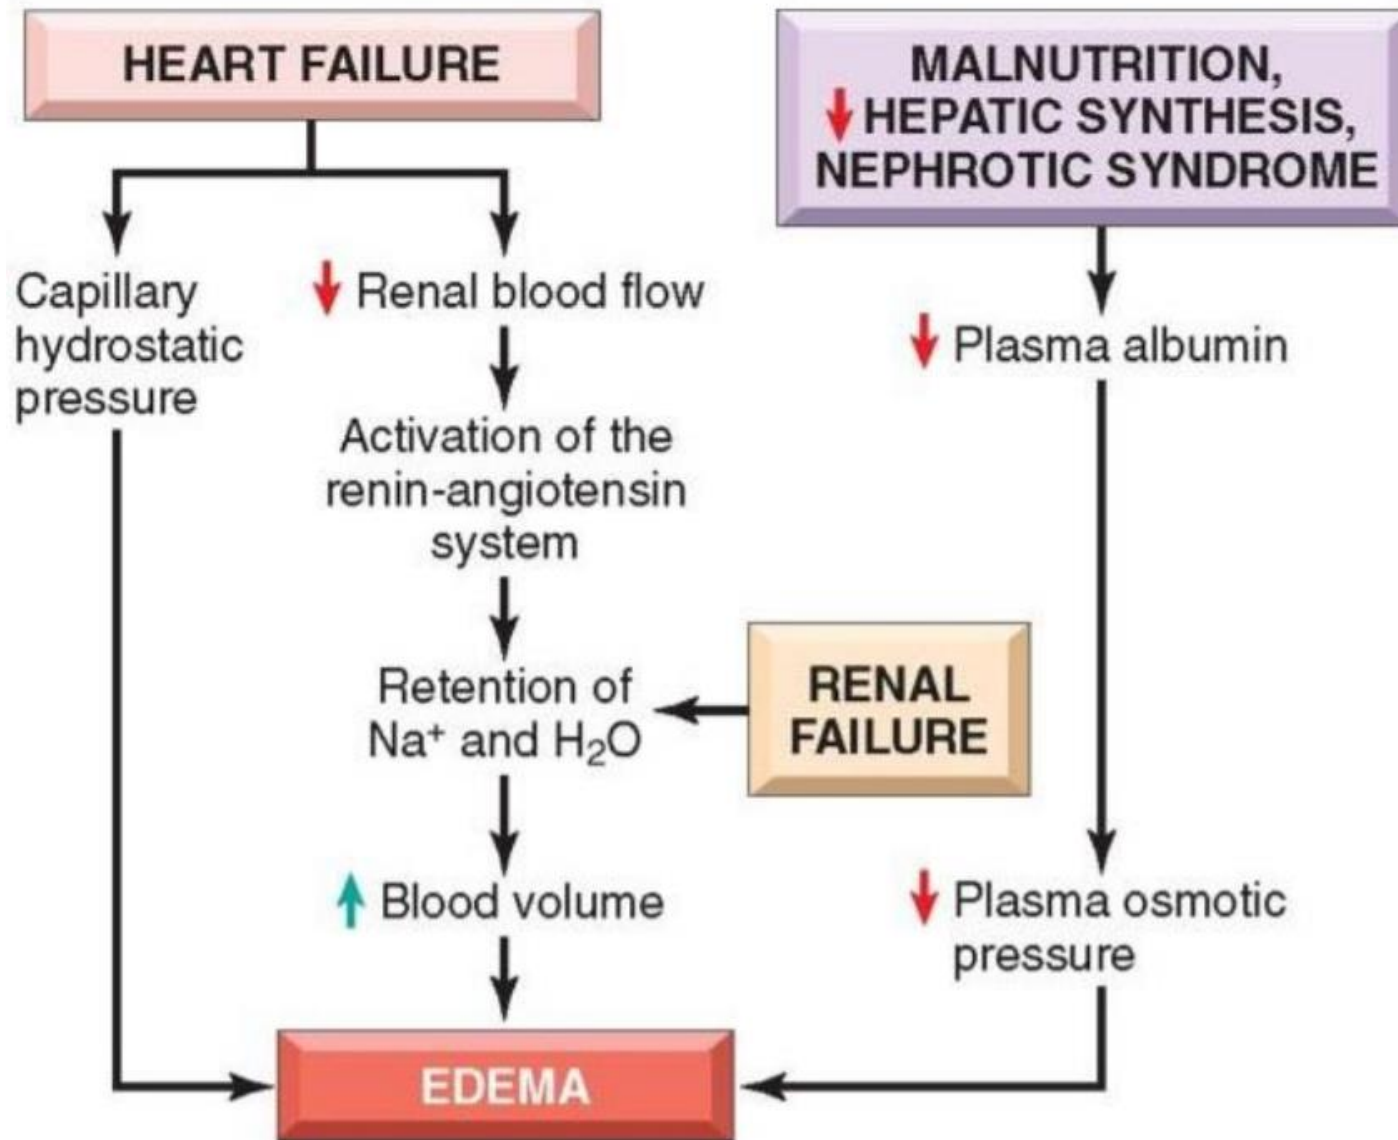 HEART FAILURE
MALNUTRITION,
↓ HEPATIC SYNTHESIS,
NEPHROTIC SYNDROME
Capillary
hydrostatic
pressure
↓ Renal blood flow
Activation of the
renin-angiotensin
system
Retention of
Na⁺ and H₂O
↑ Blood volume
RENAL
FAILURE
↓ Plasma albumin
↓ Plasma osmotic
pressure
EDEMA